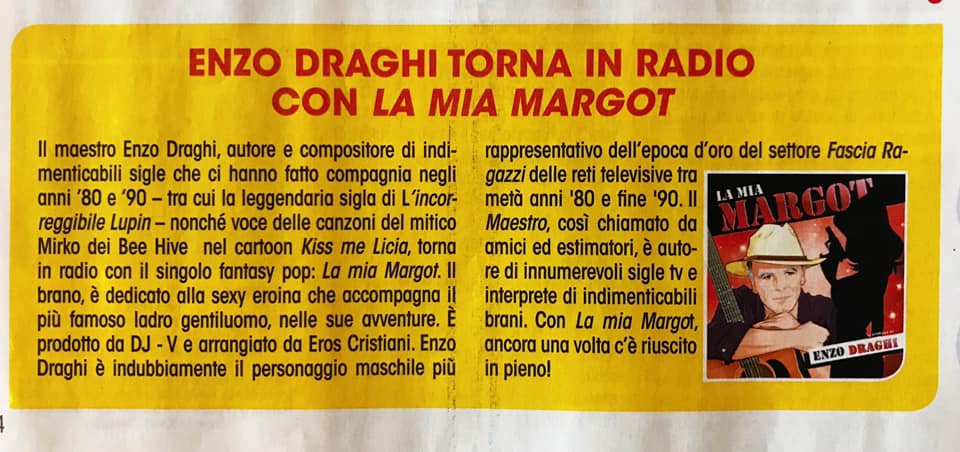 ENZO DRAGHI TORNA IN RADIO
CON LA MIA MARGOT
Il maestro Enzo Draghi, autore e compositore di indi-
menticabili sigle che ci hanno fatto compagnia negli
anni '80 e '90 – tra cui la leggendaria sigla di L'incor-
reggibile Lupin – nonché voce delle canzoni del mitico
Mirko dei Bee Hive nel cartoon Kiss me Licia, torna
in radio con il singolo fantasy pop: La mia Margot. Il
brano, è dedicato alla sexy eroina che accompagna il
più famoso ladro gentiluomo, nelle sue avventure. È
prodotto da DJ - V e arrangiato da Eros Cristiani. Enzo
Draghi è indubbiamente il personaggio maschile più
rappresentativo dell'epoca d'oro del settore Fascia Ra-
gazzi delle reti televisive tra
metà anni '80 e fine '90. Il
Maestro, così chiamato da
amici ed estimatori, è auto-
re di innumerevoli sigle tv e
interprete di indimenticabili
brani. Con La mia Margot,
ancora una volta c'è riuscito
in pieno!
LA MIA
MARGOT
ENZO DRAGHI
4